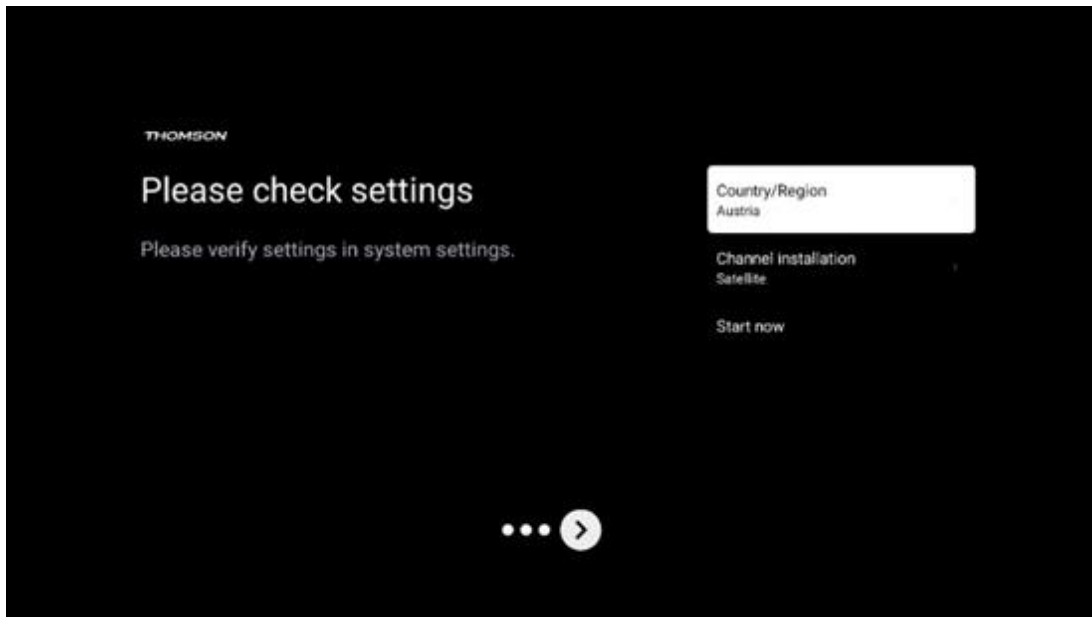 THOMSON
Please check settings
Please verify settings in system settings.
Country/Region
Austria
Channel installation
Satellite
Start now